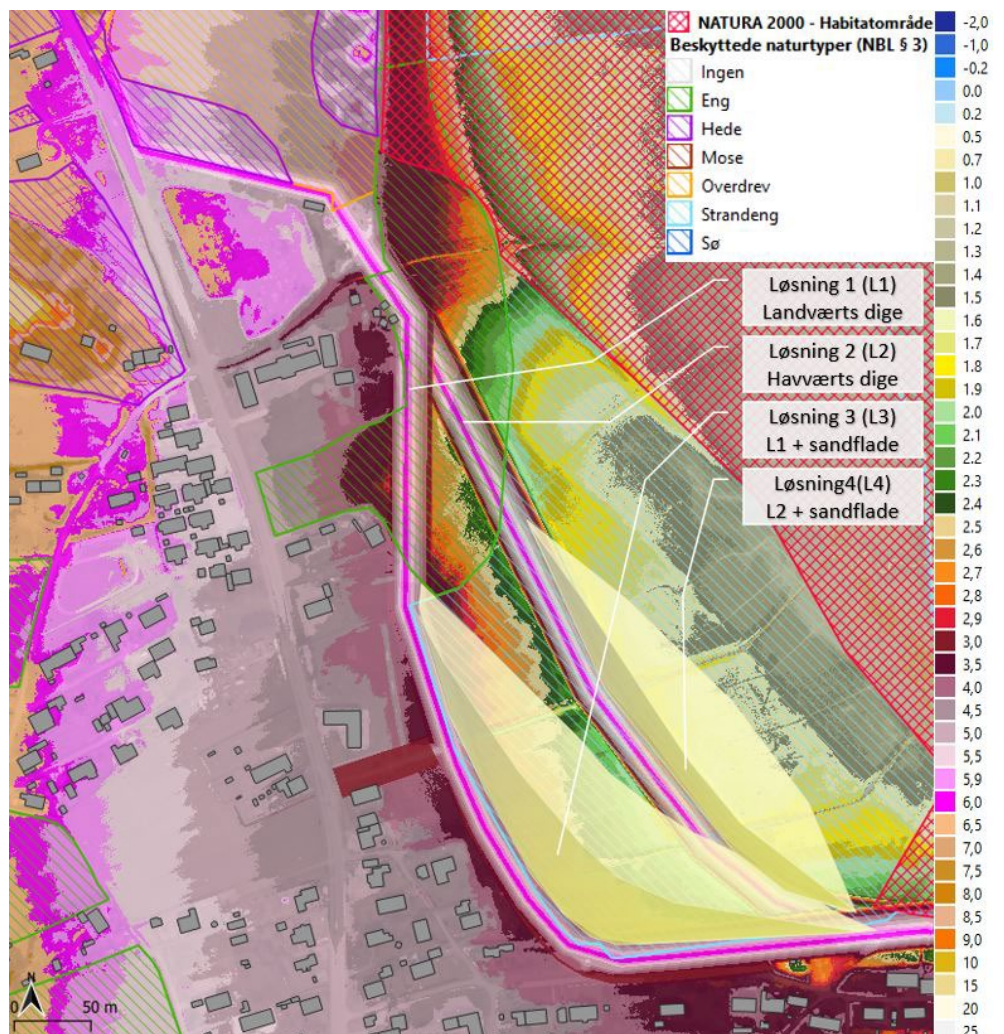 NATURA 2000 - Habitatområde
Beskyttede naturtyper (NBL § 3)
Ingen
Eng
Hede
Mose
Overdrev
Strandeng
Sø
Løsning 1 (L1)
Landværts dige
Løsning 2 (L2)
Havværts dige
Løsning 3 (L3)
L1 + sandflade
Løsning4(L4)
L2 + sandflade
-2,0
-1,0
-0.2
0.0
0.2
0.5
0.7
1.0
1.1
1.2
1.3
1.4
1.5
1.6
1.7
1.8
1.9
2.0
2.1
2.2
2.3
2.4
2.5
2,6
2,7
2,8
2,9
3,0
3,5
4,0
4,5
5,0
5.5
5,9
6,0
6,5
7,0
7,5
8,0
8,5
9,0
10
15
20
25
N
0 50 m